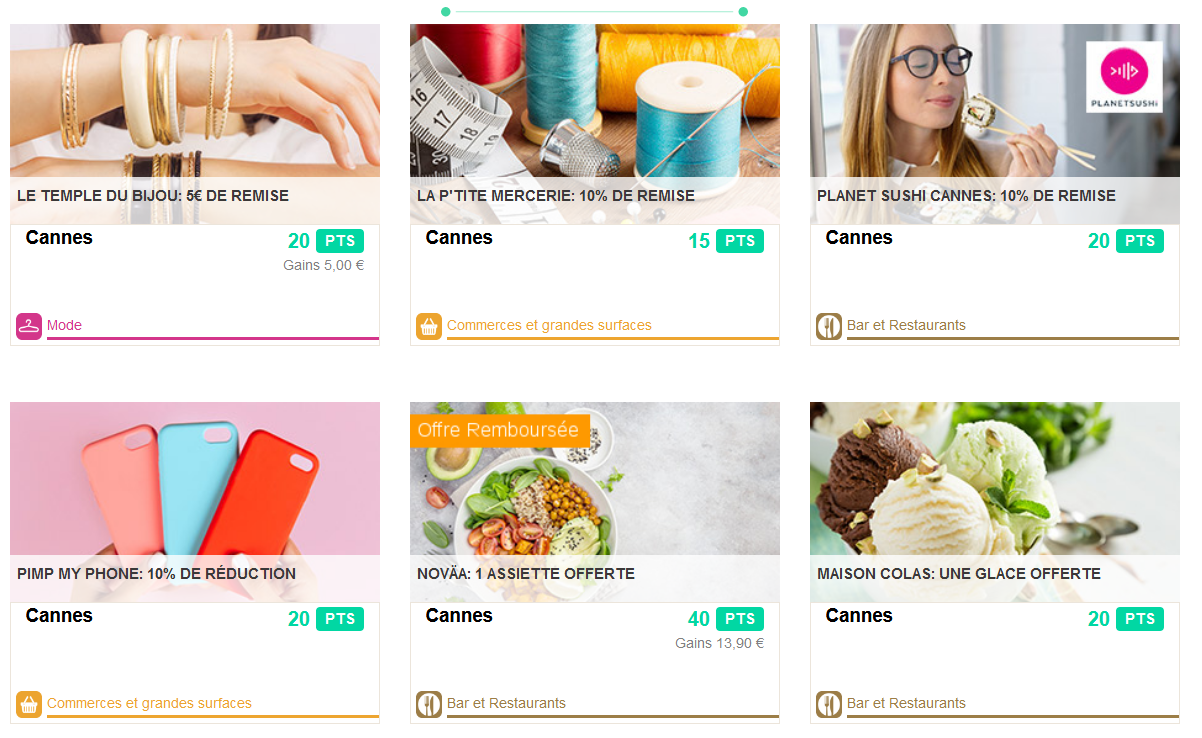 LE TEMPLE DU BIJOU: 5€ DE REMISE
Cannes
20 PTS
Gains 5,00 €
Mode
16
17
18
19
LA P'TITE MERCERIE: 10% DE REMISE
Cannes
15 PTS
Commerces et grandes surfaces
PLANETSUSHi
PLANET SUSHI CANNES: 10% DE REMISE
Cannes
20 PTS
Bar et Restaurants
PIMP MY PHONE: 10% DE RÉDUCTION
Cannes
20 PTS
Commerces et grandes surfaces
Offre Remboursée
NOVÄA: 1 ASSIETTE OFFERTE
Cannes
40 PTS
Gains 13,90 €
Bar et Restaurants
MAISON COLAS: UNE GLACE OFFERTE
Cannes
20 PTS
Bar et Restaurants